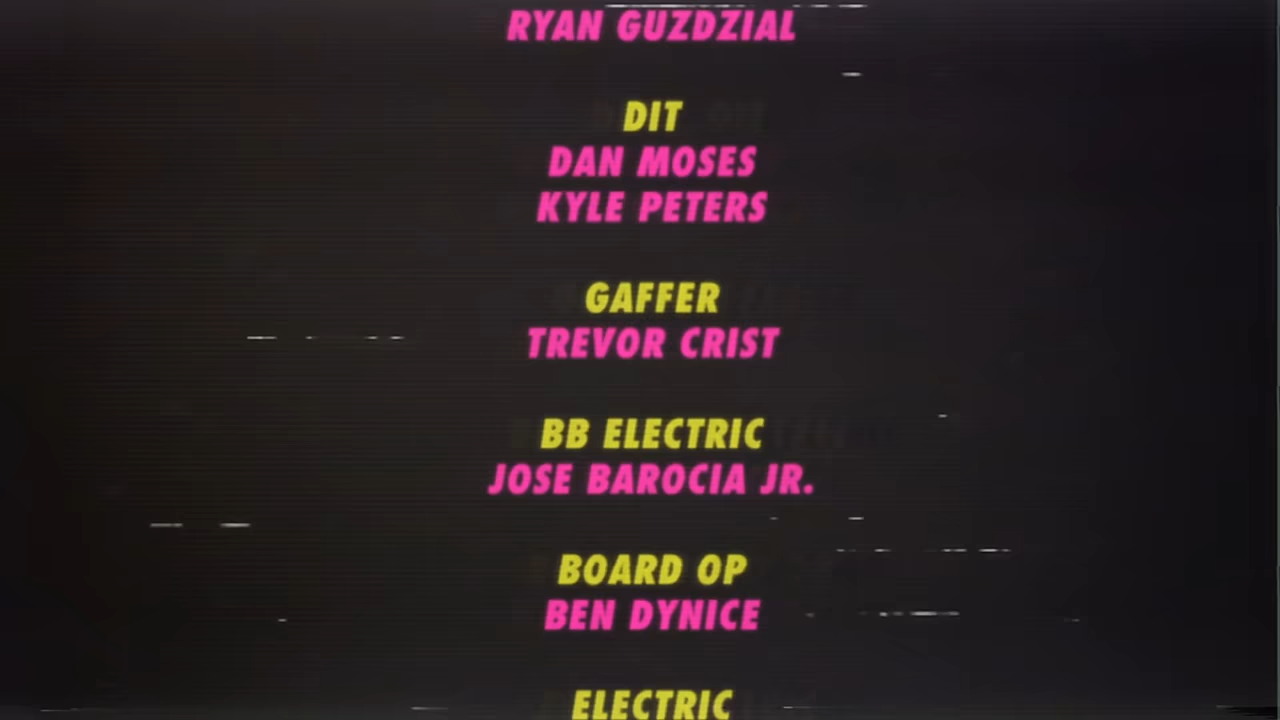 RYAN GUZDZIAL
DIT
DAN MOSES
KYLE PETERS
GAFFER
TREVOR CRIST
BB ELECTRIC
JOSE BAROCIA JR.
BOARD OP
BEN DYNICE
ELECTRIC